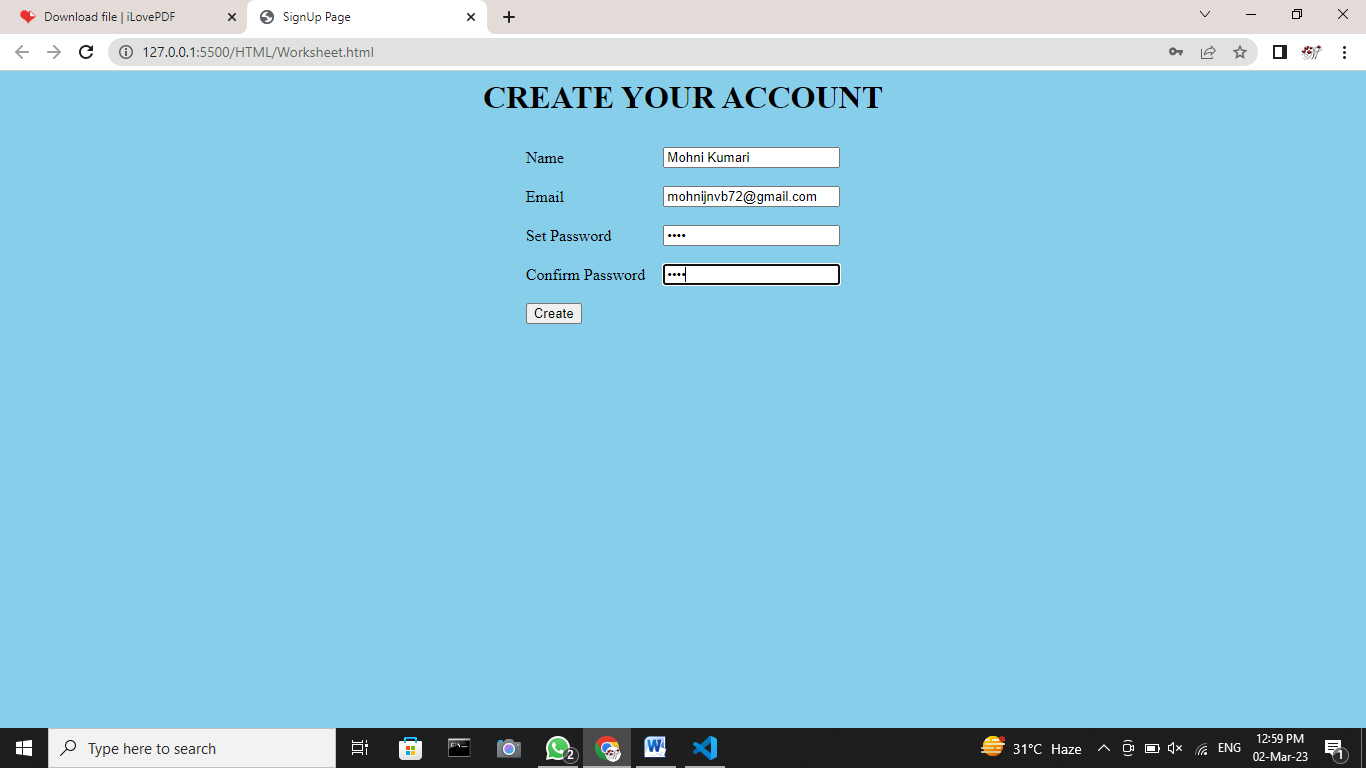 Download file | iLovePDF
SignUp Page
127.0.0.1:5500/HTML/Worksheet.html
CREATE YOUR ACCOUNT
Name Mohni Kumari
Email mohnijnvb72@gmail.com
Set Password ••••
Confirm Password ••••
Create
Type here to search
2
W
31°C Haze
ENG
12:59 PM
02-Mar-23
1